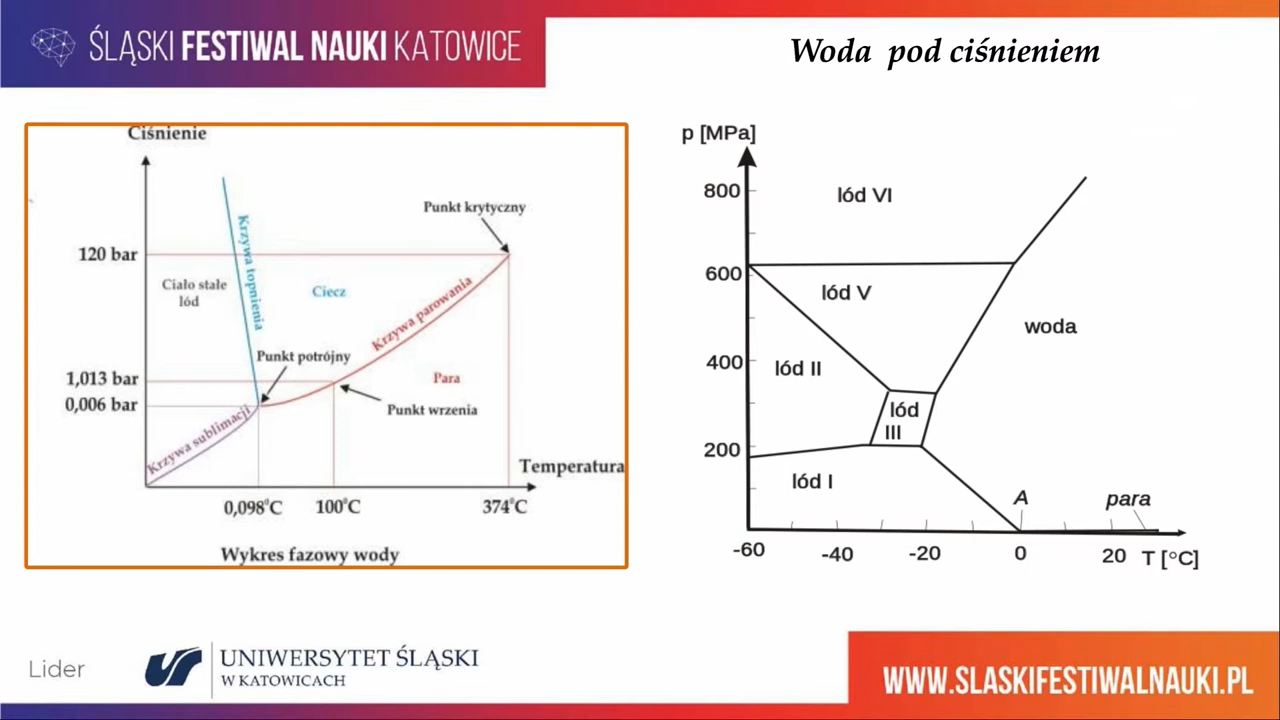 ŚLĄSKI FESTIWAL NAUKI KATOWICE
Woda pod ciśnieniem
Ciśnienie
Punkt krytyczny
120 bar
Krzywa topnienia
Ciało stałe
lód
Ciecz
Krzywa parowania
Punkt potrójny
1,013 bar
Para
0,006 bar
Punkt wrzenia
Krzywa sublimacji
Temperatura
0,098°C
100°C
374°C
Wykres fazowy wody
p [MPa]
800
lód VI
600
lód V
woda
400
lód II
lód
III
200
lód I
A
para
-60
-40
-20
0
20
T [°C]
Lider
UNIWERSYTET ŚLĄSKI
W KATOWICACH
WWW.SLASKIFESTIWALNAUKI.PL